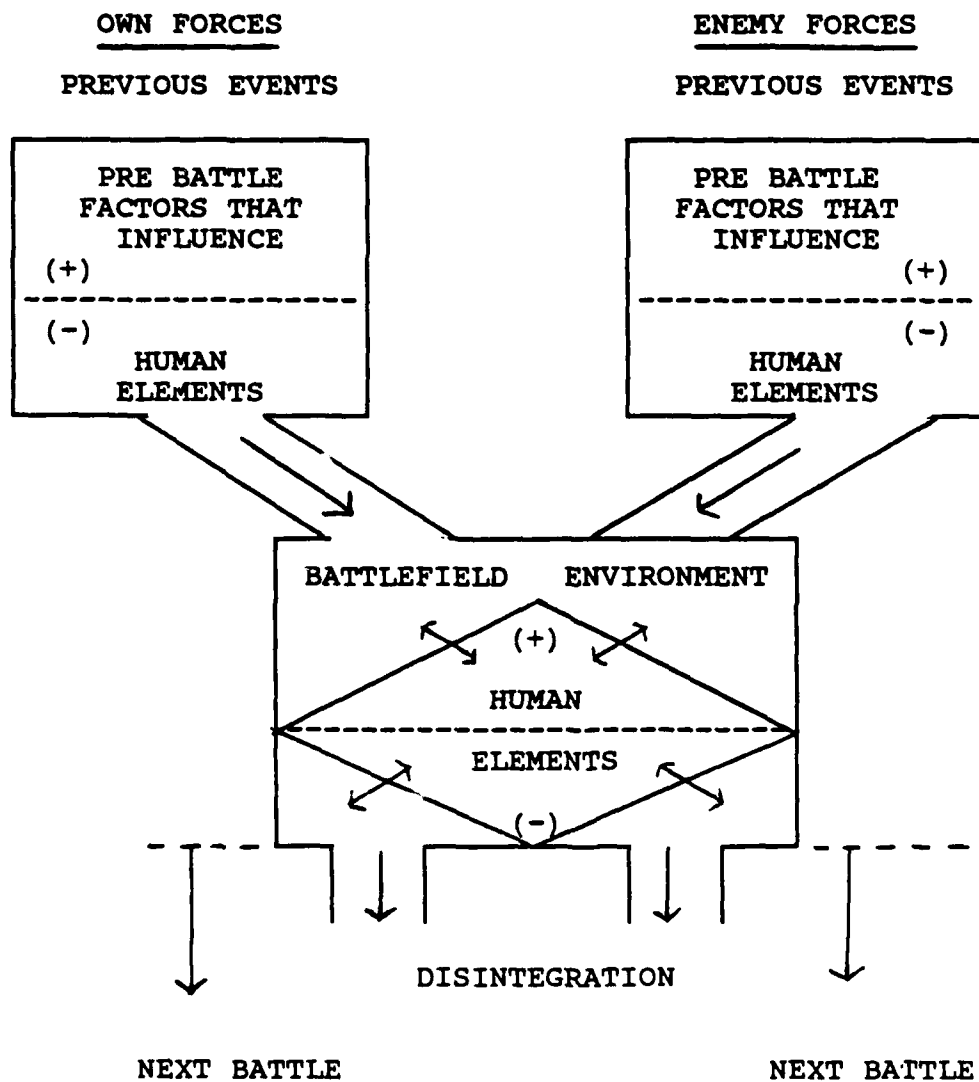 OWN FORCES
PREVIOUS EVENTS
PRE BATTLE
FACTORS THAT
INFLUENCE
(+)
(-)
HUMAN
ELEMENTS
ENEMY FORCES
PREVIOUS EVENTS
PRE BATTLE
FACTORS THAT
INFLUENCE
(+)
(-)
HUMAN
ELEMENTS
BATTLEFIELD ENVIRONMENT
(+)
HUMAN
ELEMENTS
(-)
DISINTEGRATION
NEXT BATTLE
NEXT BATTLE